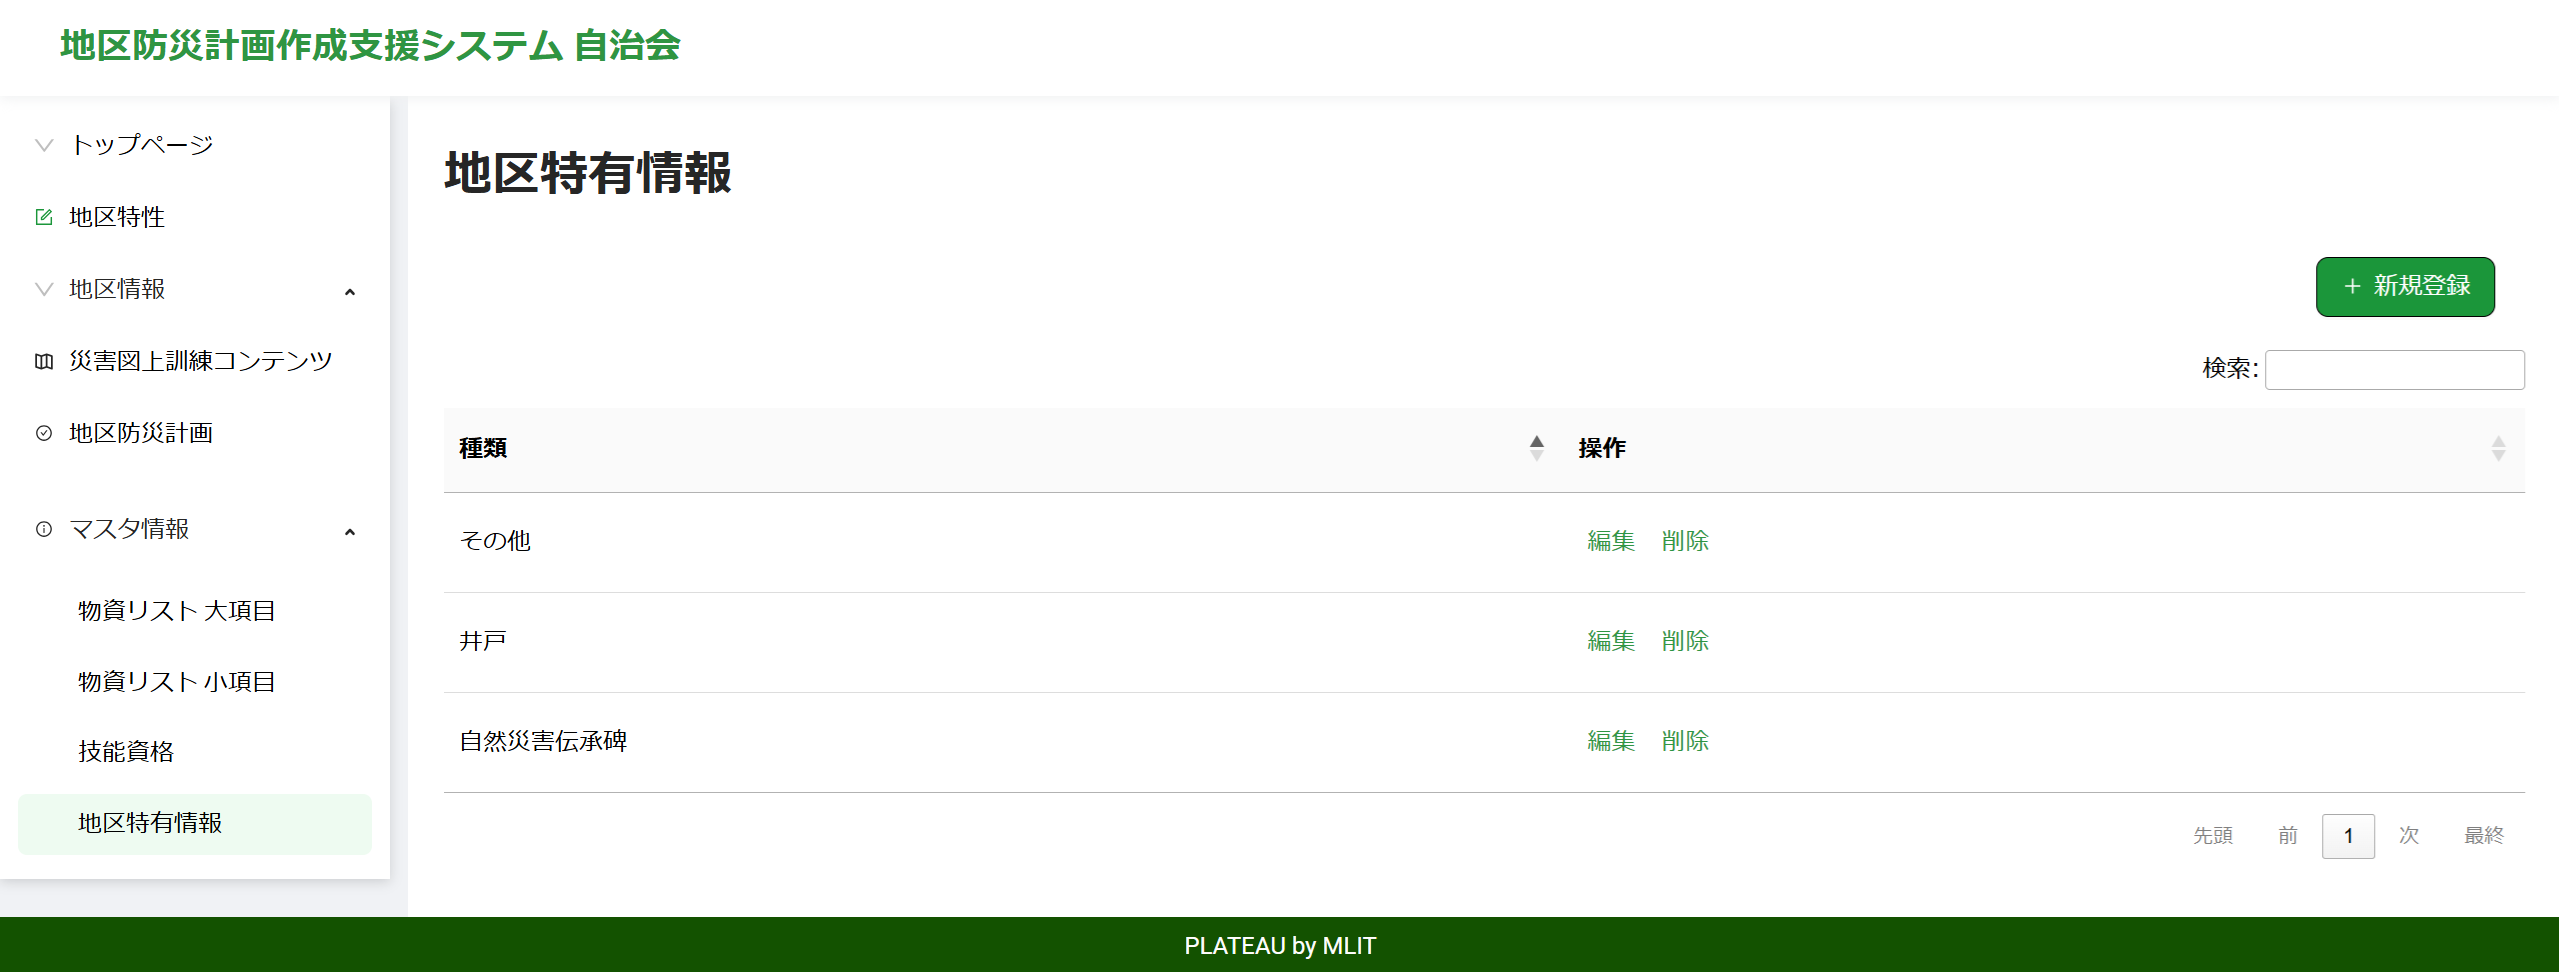 地区防災計画作成支援システム 自治会
トップページ
地区特性
地区情報
災害図上訓練コンテンツ
地区防災計画
マスタ情報
物資リスト 大項目
物資リスト 小項目
技能資格
地区特有情報
地区特有情報
＋ 新規登録
検索:
種類 操作
その他 編集 削除
井戸 編集 削除
自然災害伝承碑 編集 削除
先頭 前 1 次 最終
PLATEAU by MLIT